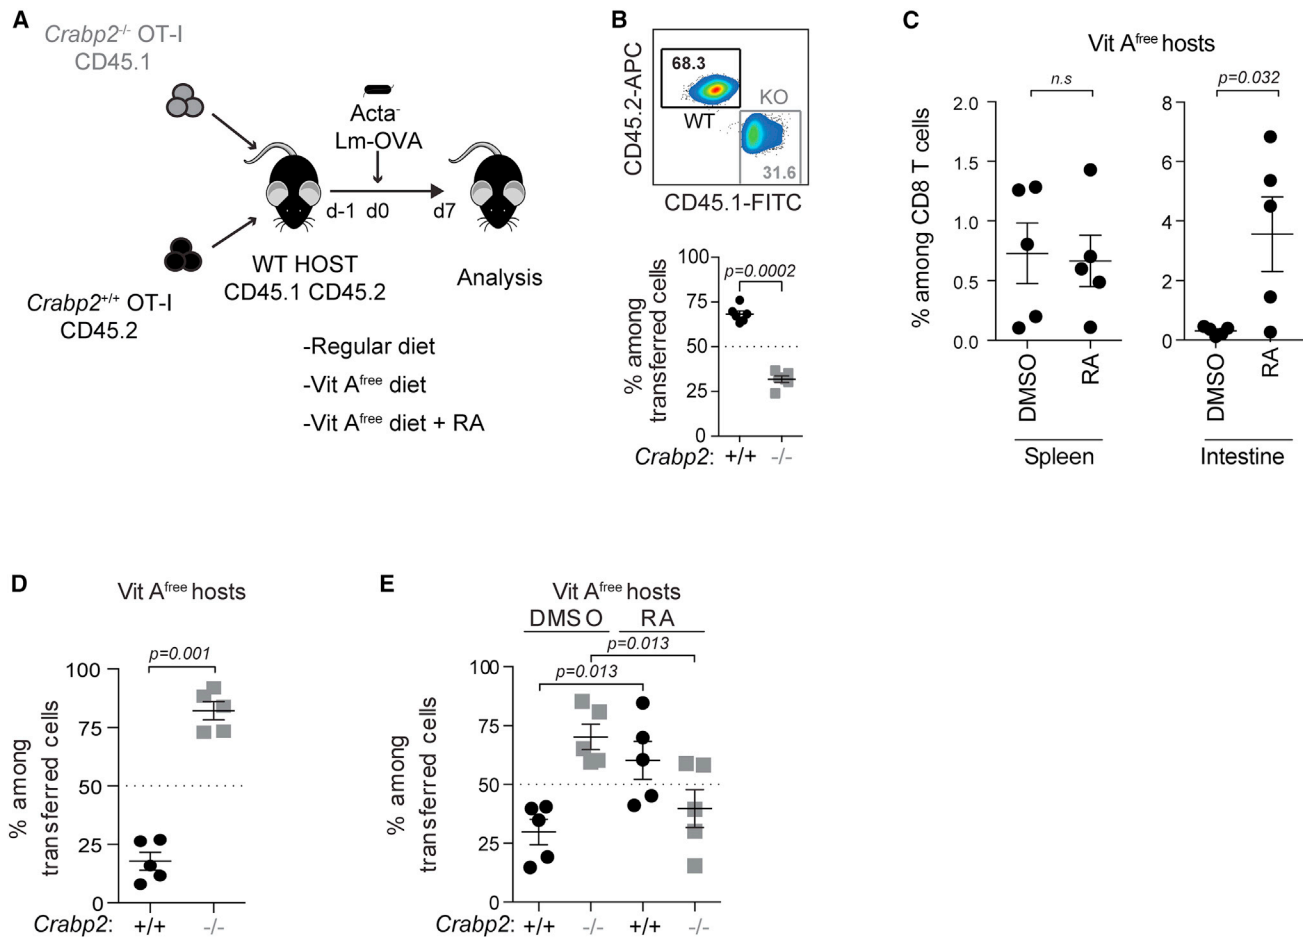 A
Crabp2-/- OT-I
CD45.1
Acta-
Lm-OVA
d-1 d0 d7
WT HOST
CD45.1 CD45.2
Analysis
Crabp2+/+ OT-I
CD45.2
-Regular diet
-Vit Afree diet
-Vit Afree diet + RA
B
CD45.2-APC
68.3
WT
KO
31.6
CD45.1-FITC
% among
transferred cells
100
75
50
25
0
p=0.0002
Crabp2: +/+ -/-
C
Vit Afree hosts
% among CD8 T cells
n.s
2.0
1.5
1.0
0.5
0.0
DMSO
RA
Spleen
p=0.032
8
6
4
2
0
DMSO
RA
Intestine
D
Vit Afree hosts
% among
transferred cells
p=0.001
100
75
50
25
0
Crabp2: +/+ -/-
E
Vit Afree hosts
DMSO RA
p=0.013
p=0.013
% among
transferred cells
100
75
50
25
0
Crabp2: +/+ -/- +/+ -/-